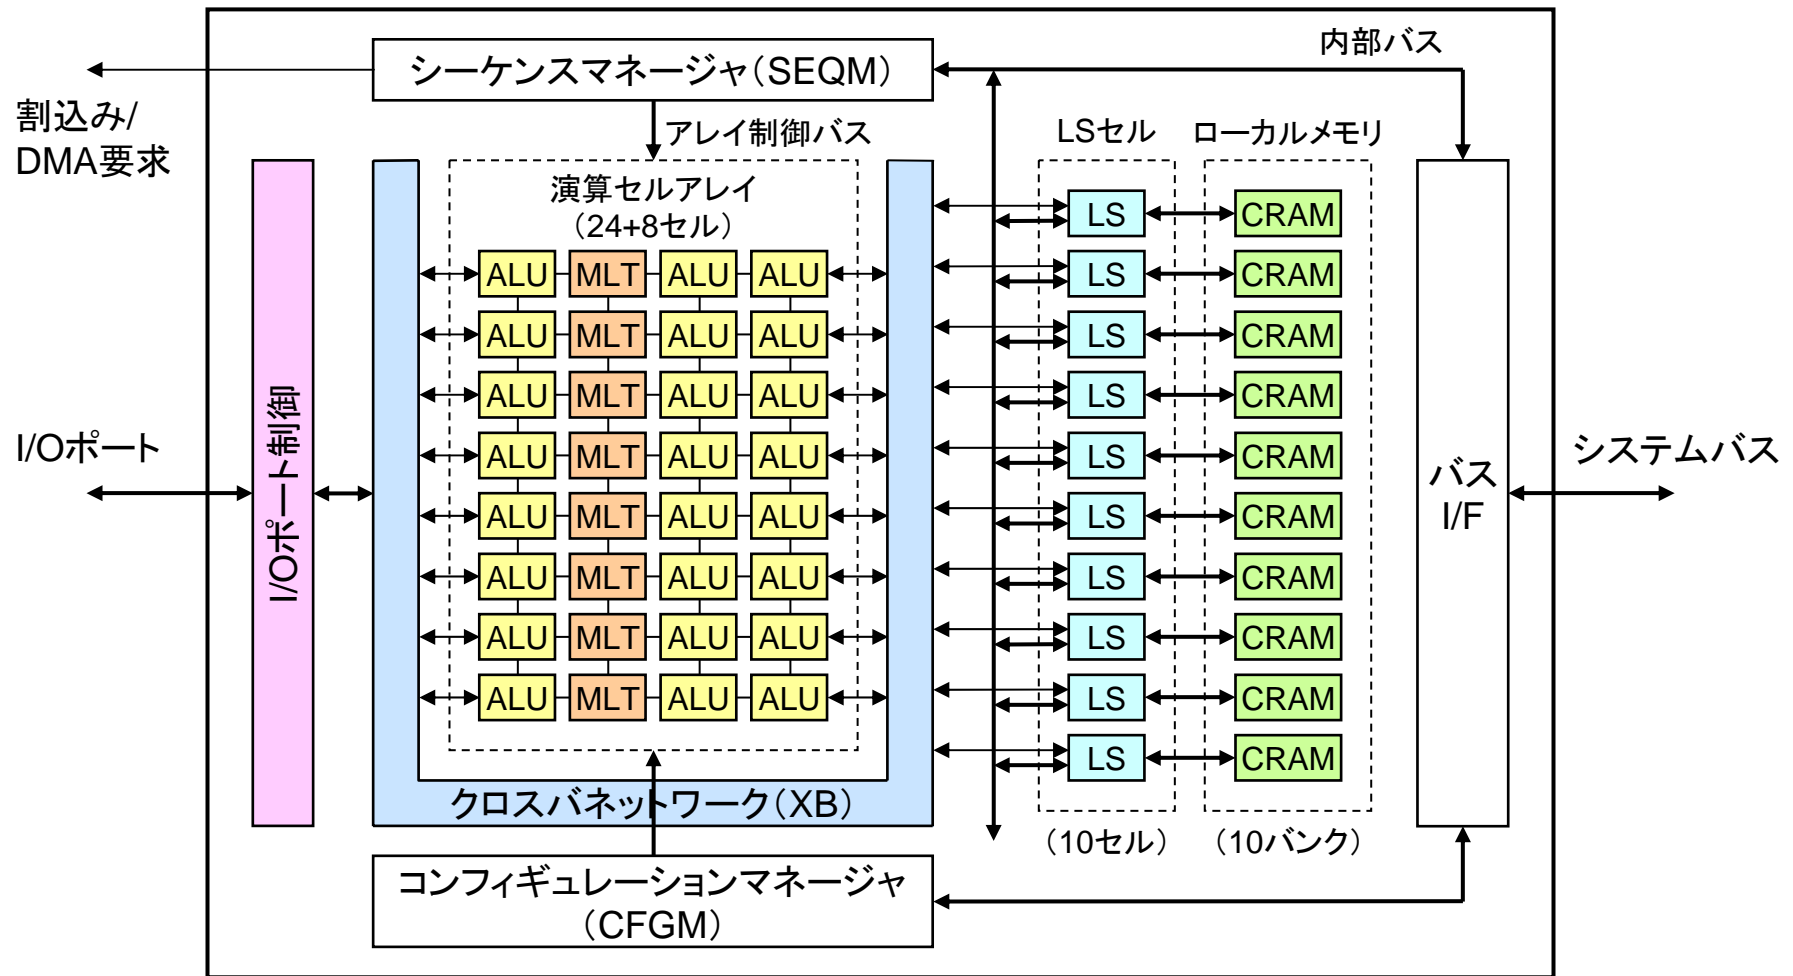 内部バス
シーケンスマネージャ(SEQM)
割込み/
DMA要求
アレイ制御バス
LSセル
ローカルメモリ
演算セルアレイ
(24+8セル)
LS CRAM
ALU MLT ALU ALU LS CRAM
ALU MLT ALU ALU LS CRAM
ALU MLT ALU ALU LS CRAM
ALU MLT ALU ALU LS CRAM
ALU MLT ALU ALU LS CRAM
ALU MLT ALU ALU LS CRAM
ALU MLT ALU ALU LS CRAM
ALU MLT ALU ALU LS CRAM
LS CRAM
I/Oポート
I/Oポート制御
バス
I/F
システムバス
クロスバネットワーク(XB)
(10セル)
(10バンク)
コンフィギュレーションマネージャ
(CFGM)